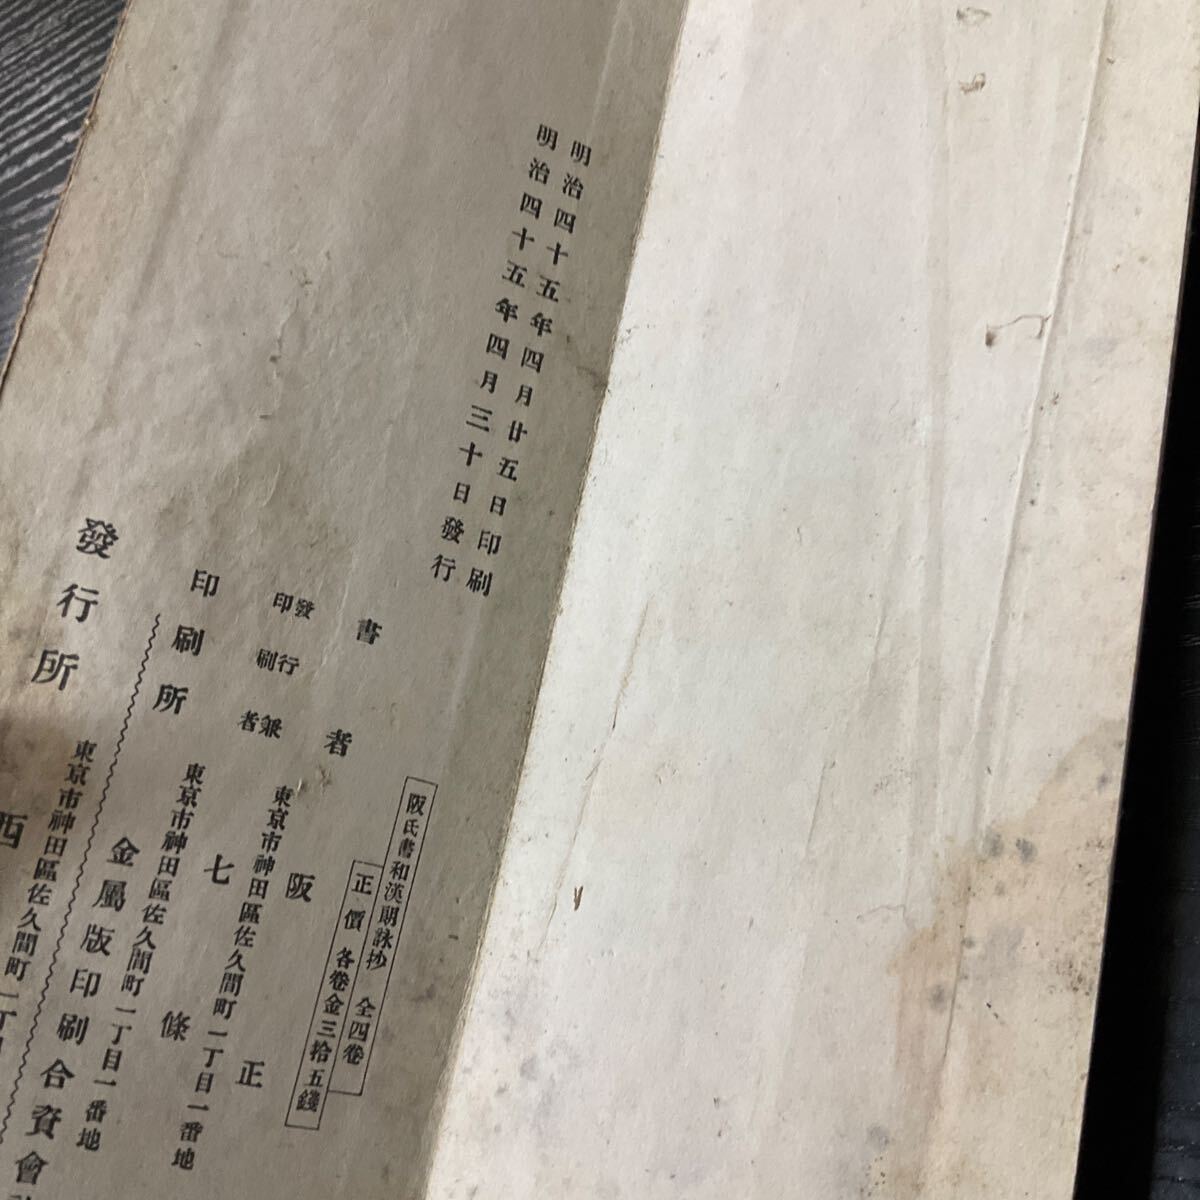 明治四十五年四月廿五日印刷
明治四十五年四月三十日發行
阪氏書和漢朗詠抄 全四卷
正價 各卷金三拾五錢
書者 阪正
東京市神田區佐久間町一丁目一番地
發行兼
印刷者 七條
東京市神田區佐久間町一丁目一番地
印刷所 金屬版印刷合資會
東京市神田區佐久間町一丁
發行所 西